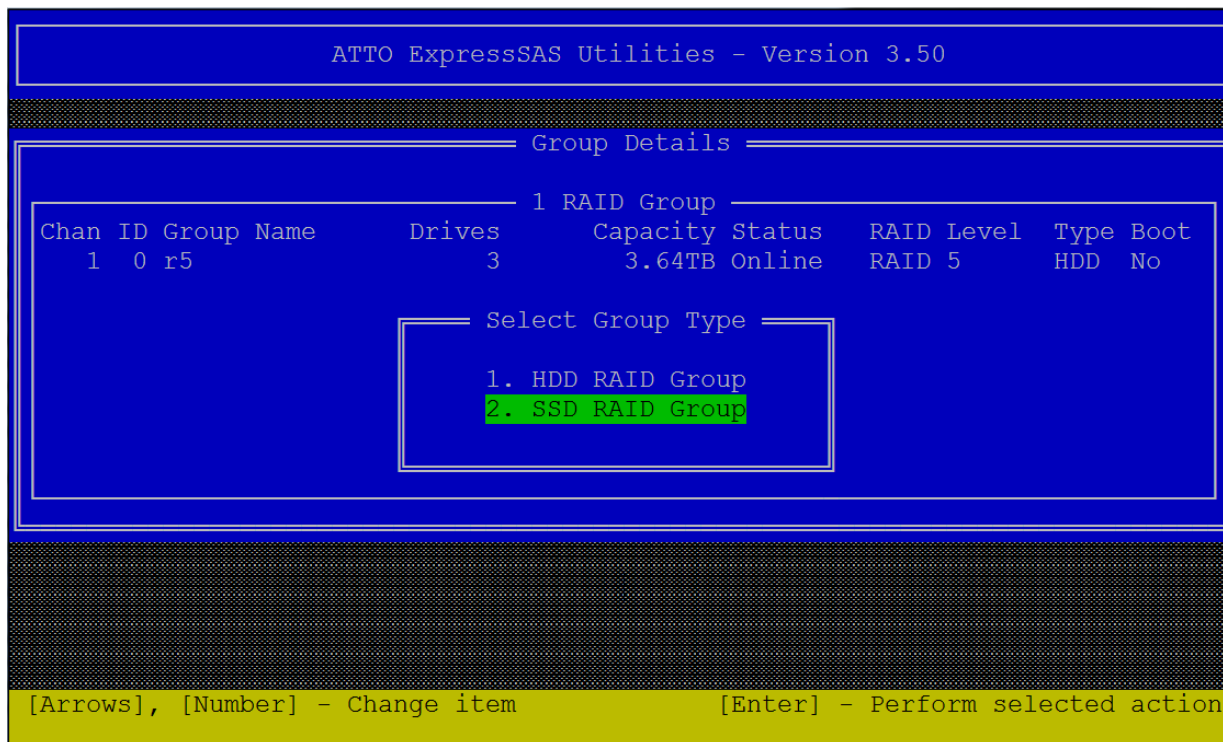 ATTO ExpressSAS Utilities - Version 3.50
Group Details
1 RAID Group
Chan ID Group Name Drives Capacity Status RAID Level Type Boot
1 0 r5 3 3.64TB Online RAID 5 HDD No
Select Group Type
1. HDD RAID Group
2. SSD RAID Group
[Arrows], [Number] - Change item [Enter] - Perform selected action